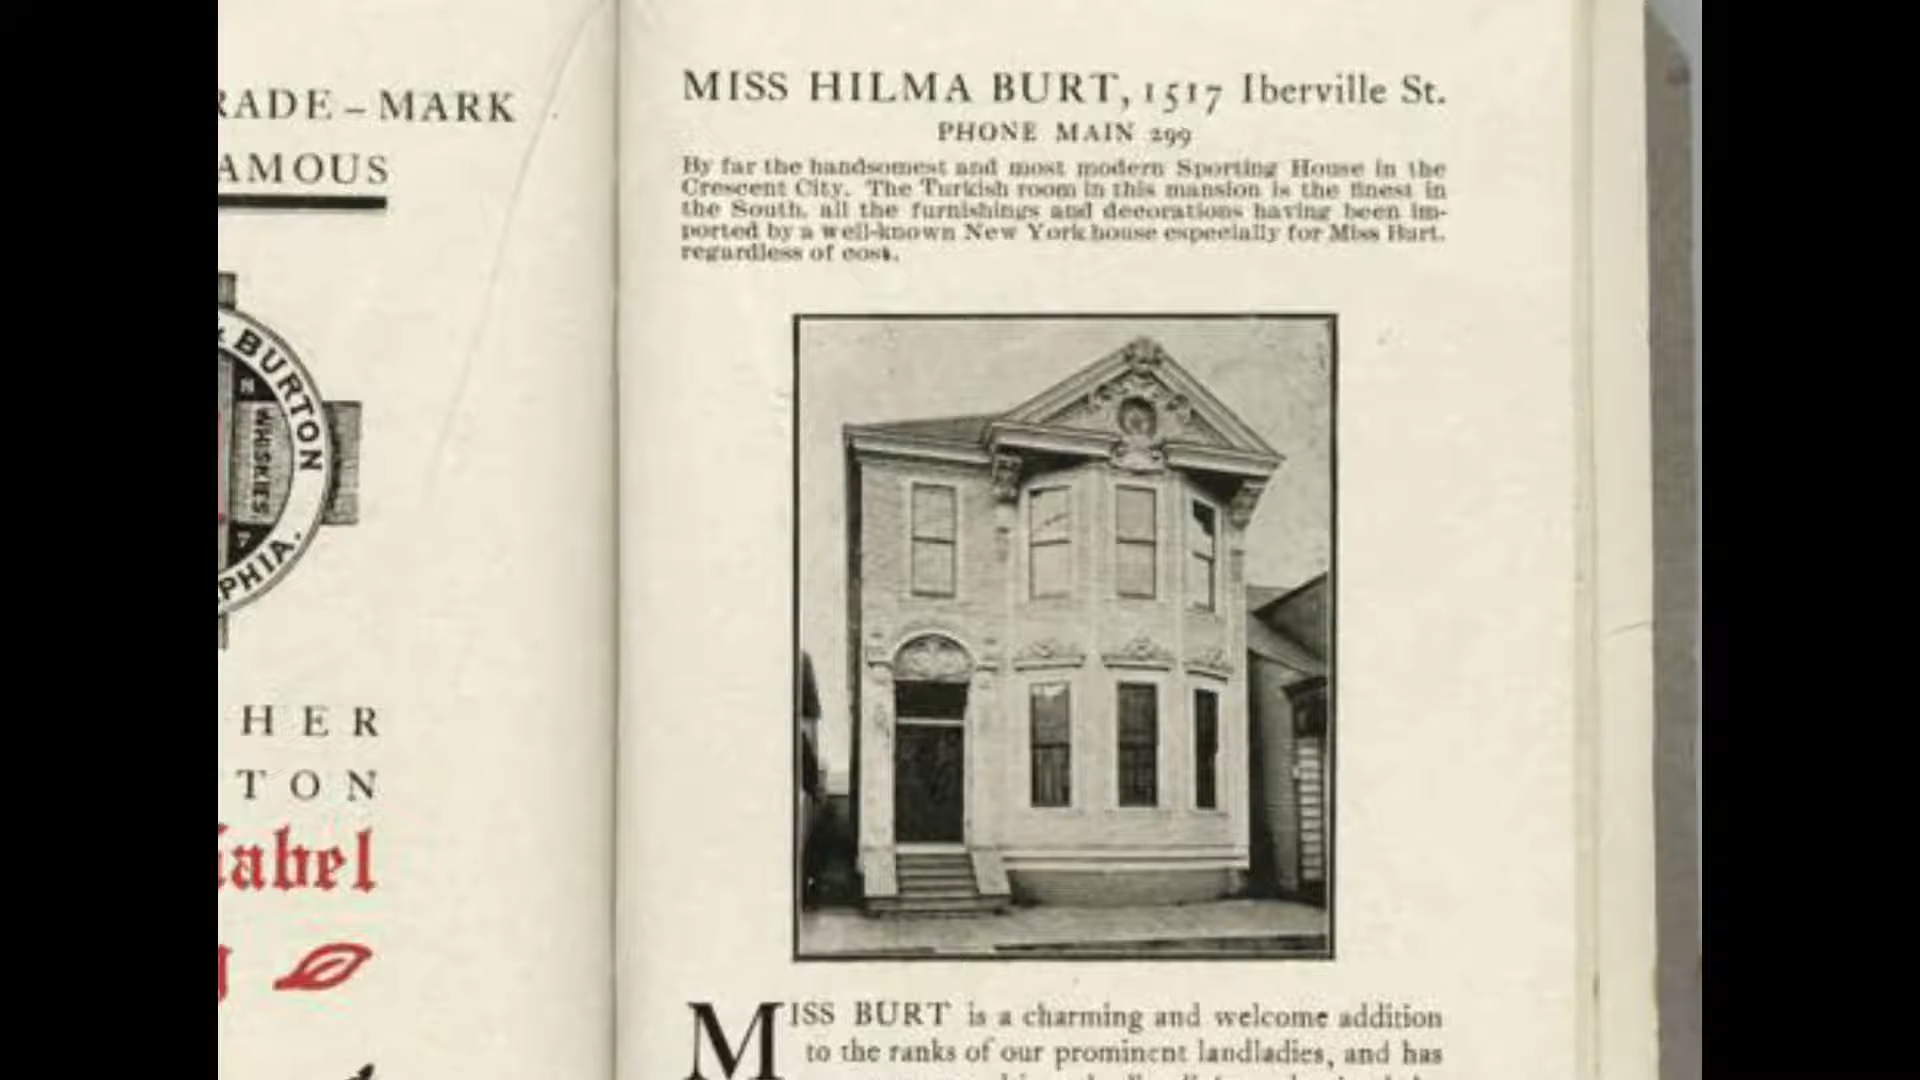 RADE – MARK
AMOUS
& BURTON
WHISKIES
PHIA.
HER
TON
Label
MISS HILMA BURT, 1517 Iberville St.
PHONE MAIN 299
By far the handsomest and most modern Sporting House in the
Crescent City. The Turkish room in this mansion is the finest in
the South, all the furnishings and decorations having been im-
ported by a well-known New York house especially for Miss Burt,
regardless of cost.
MISS BURT is a charming and welcome addition
to the ranks of our prominent landladies, and has